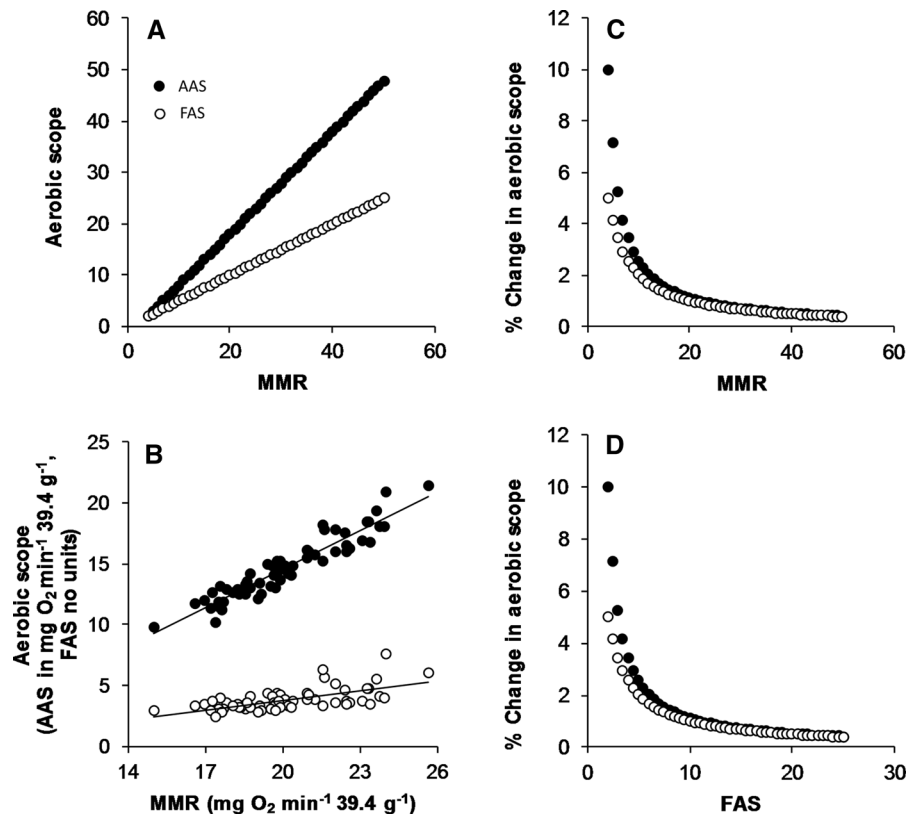 A
AAS
FAS
Aerobic scope
60
50
40
30
20
10
0
0 20 40 60
MMR
C
% Change in aerobic scope
12
10
8
6
4
2
0
0 20 40 60
MMR
B
Aerobic scope
(AAS in mg O₂ min⁻¹ 39.4 g⁻¹,
FAS no units)
25
20
15
10
5
0
14 17 20 23 26
MMR (mg O₂ min⁻¹ 39.4 g⁻¹)
D
% Change in aerobic scope
12
10
8
6
4
2
0
0 10 20 30
FAS